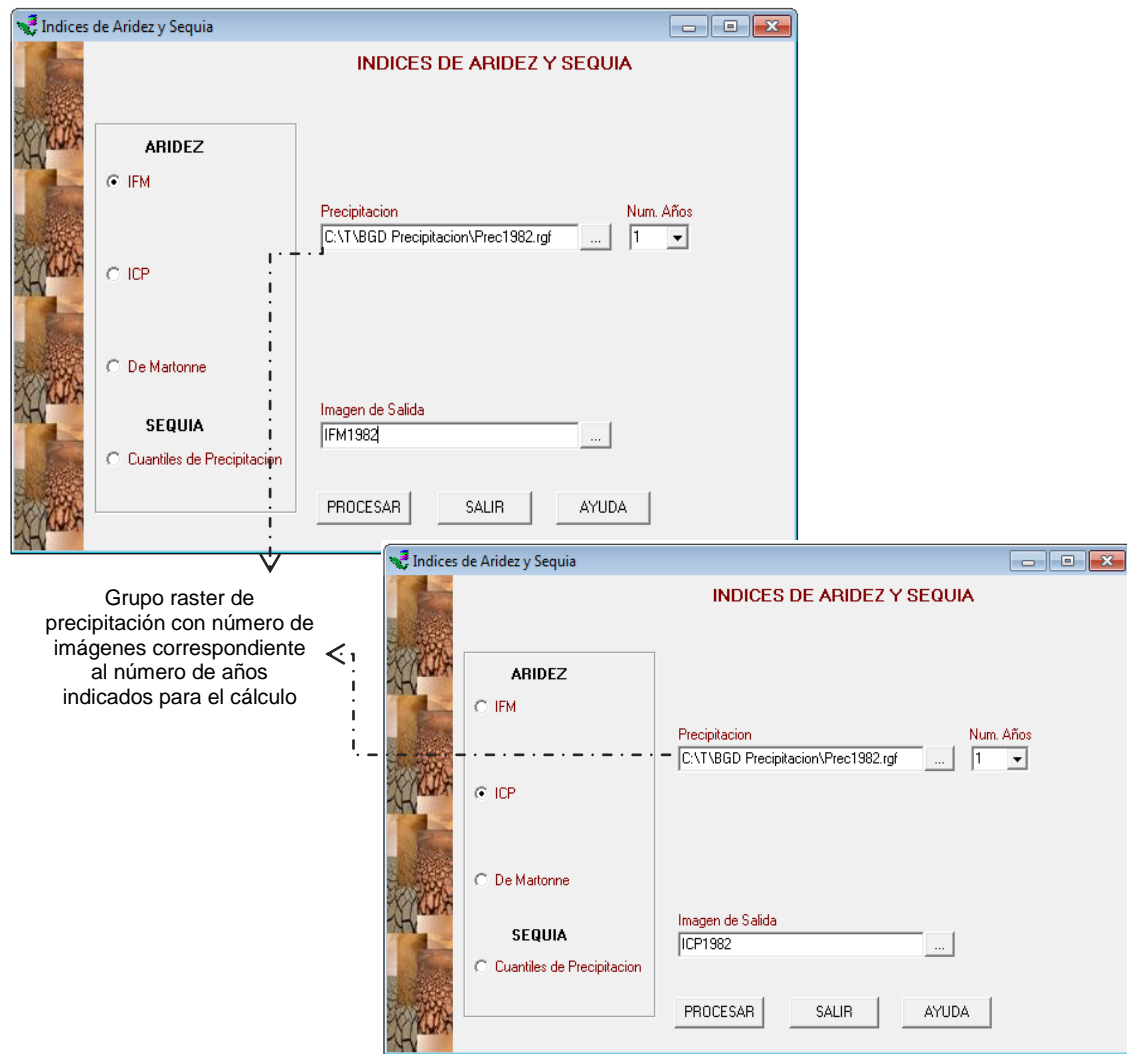 Indices de Aridez y Sequia
INDICES DE ARIDEZ Y SEQUIA
ARIDEZ
IFM
Precipitacion
Num. Años
C:\T\BGD Precipitacion\Prec1982.rgf
...
1
ICP
De Martonne
Imagen de Salida
SEQUIA
IFM1982
...
Cuantiles de Precipitacion
PROCESAR
SALIR
AYUDA
Grupo raster de
precipitación con número de
imágenes correspondiente
al número de años
indicados para el cálculo
Indices de Aridez y Sequia
INDICES DE ARIDEZ Y SEQUIA
ARIDEZ
IFM
Precipitacion
Num. Años
C:\T\BGD Precipitacion\Prec1982.rgf
...
1
ICP
De Martonne
Imagen de Salida
SEQUIA
ICP1982
...
Cuantiles de Precipitacion
PROCESAR
SALIR
AYUDA